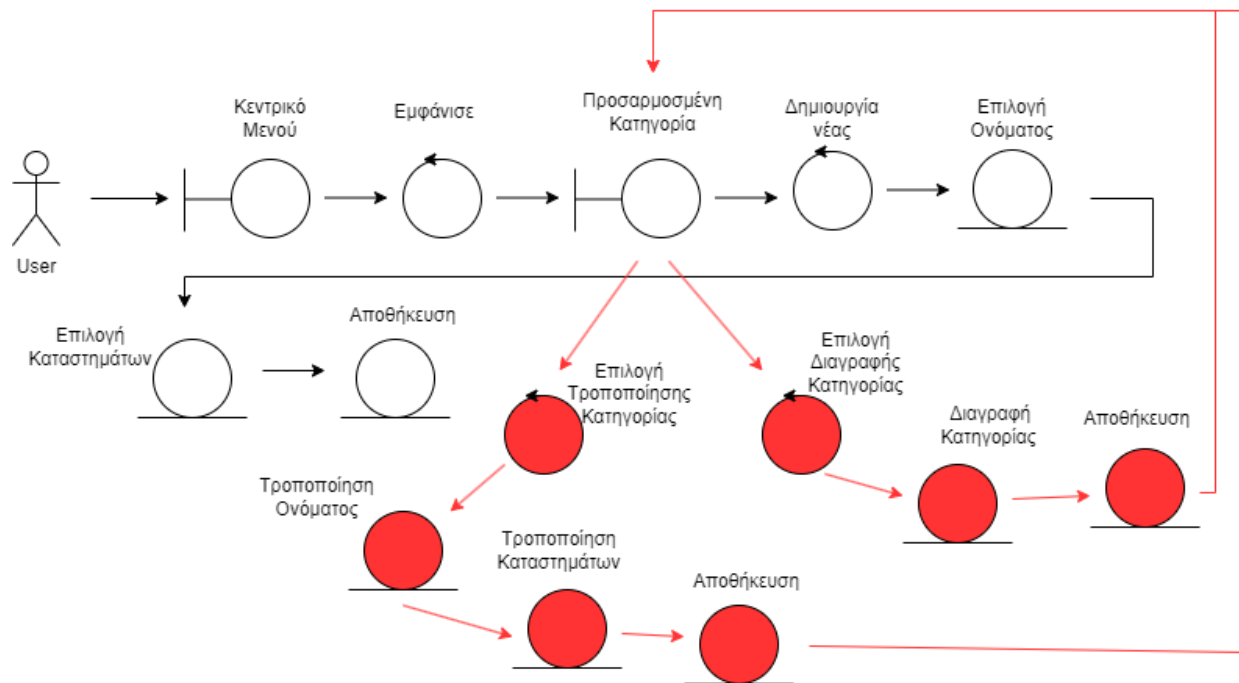 Κεντρικό
Μενού
Εμφάνισε
Προσαρμοσμένη
Κατηγορία
Δημιουργία
νέας
Επιλογή
Ονόματος
User
Επιλογή
Καταστημάτων
Αποθήκευση
Επιλογή
Τροποποίησης
Κατηγορίας
Επιλογή
Διαγραφής
Κατηγορίας
Διαγραφή
Κατηγορίας
Αποθήκευση
Τροποποίηση
Ονόματος
Τροποποίηση
Καταστημάτων
Αποθήκευση